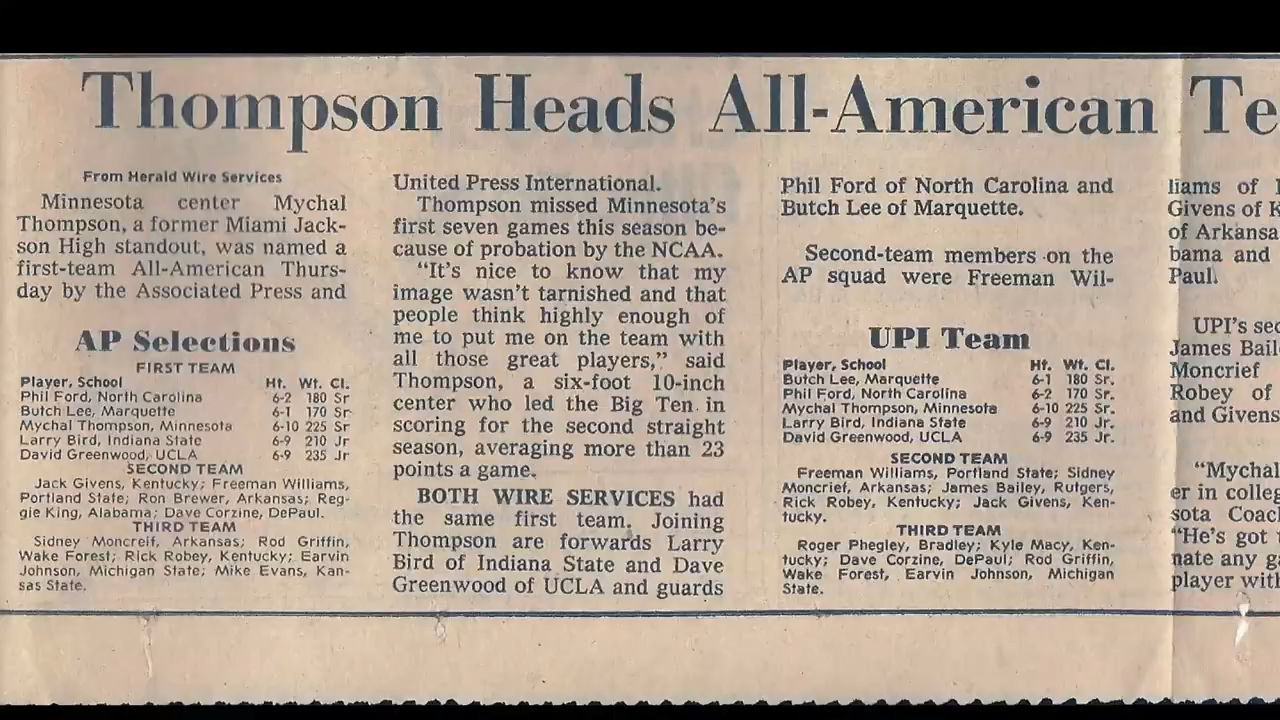 Thompson Heads All-American Te
From Herald Wire Services
Minnesota center Mychal
Thompson, a former Miami Jack-
son High standout, was named a
first-team All-American Thurs-
day by the Associated Press and
AP Selections
FIRST TEAM
Player, School Ht. Wt. Cl.
Phil Ford, North Carolina 6-2 180 Sr
Butch Lee, Marquette 6-1 170 Sr
Mychal Thompson, Minnesota 6-10 225 Sr
Larry Bird, Indiana State 6-9 210 Jr
David Greenwood, UCLA 6-9 235 Jr
SECOND TEAM
Jack Givens, Kentucky; Freeman Williams,
Portland State; Ron Brewer, Arkansas; Reg-
gie King, Alabama; Dave Corzine, DePaul.
THIRD TEAM
Sidney Moncreif, Arkansas; Rod Griffin,
Wake Forest; Rick Robey, Kentucky; Earvin
Johnson, Michigan State; Mike Evans, Kan-
sas State.
United Press International.
Thompson missed Minnesota's
first seven games this season be-
cause of probation by the NCAA.
"It's nice to know that my
image wasn't tarnished and that
people think highly enough of
me to put me on the team with
all those great players," said
Thompson, a six-foot 10-inch
center who led the Big Ten in
scoring for the second straight
season, averaging more than 23
points a game.
BOTH WIRE SERVICES had
the same first team. Joining
Thompson are forwards Larry
Bird of Indiana State and Dave
Greenwood of UCLA and guards
Phil Ford of North Carolina and
Butch Lee of Marquette.
Second-team members on the
AP squad were Freeman Wil-
UPI Team
Player, School Ht. Wt. Cl.
Butch Lee, Marquette 6-1 180 Sr.
Phil Ford, North Carolina 6-2 170 Sr.
Mychal Thompson, Minnesota 6-10 225 Sr.
Larry Bird, Indiana State 6-9 210 Jr.
David Greenwood, UCLA 6-9 235 Jr.
SECOND TEAM
Freeman Williams, Portland State; Sidney
Moncrief, Arkansas; James Bailey, Rutgers,
Rick Robey, Kentucky; Jack Givens, Ken-
tucky.
THIRD TEAM
Roger Phegley, Bradley; Kyle Macy, Ken-
tucky; Dave Corzine, DePaul; Rod Griffin,
Wake Forest, Earvin Johnson, Michigan
State.
liams of
Givens of K
of Arkansa
bama and
Paul.
UPI's sec
James Bail
Moncrief
Robey of
and Givens
"Mychal
er in colleg
sota Coac
"He's got
nate any g
player with